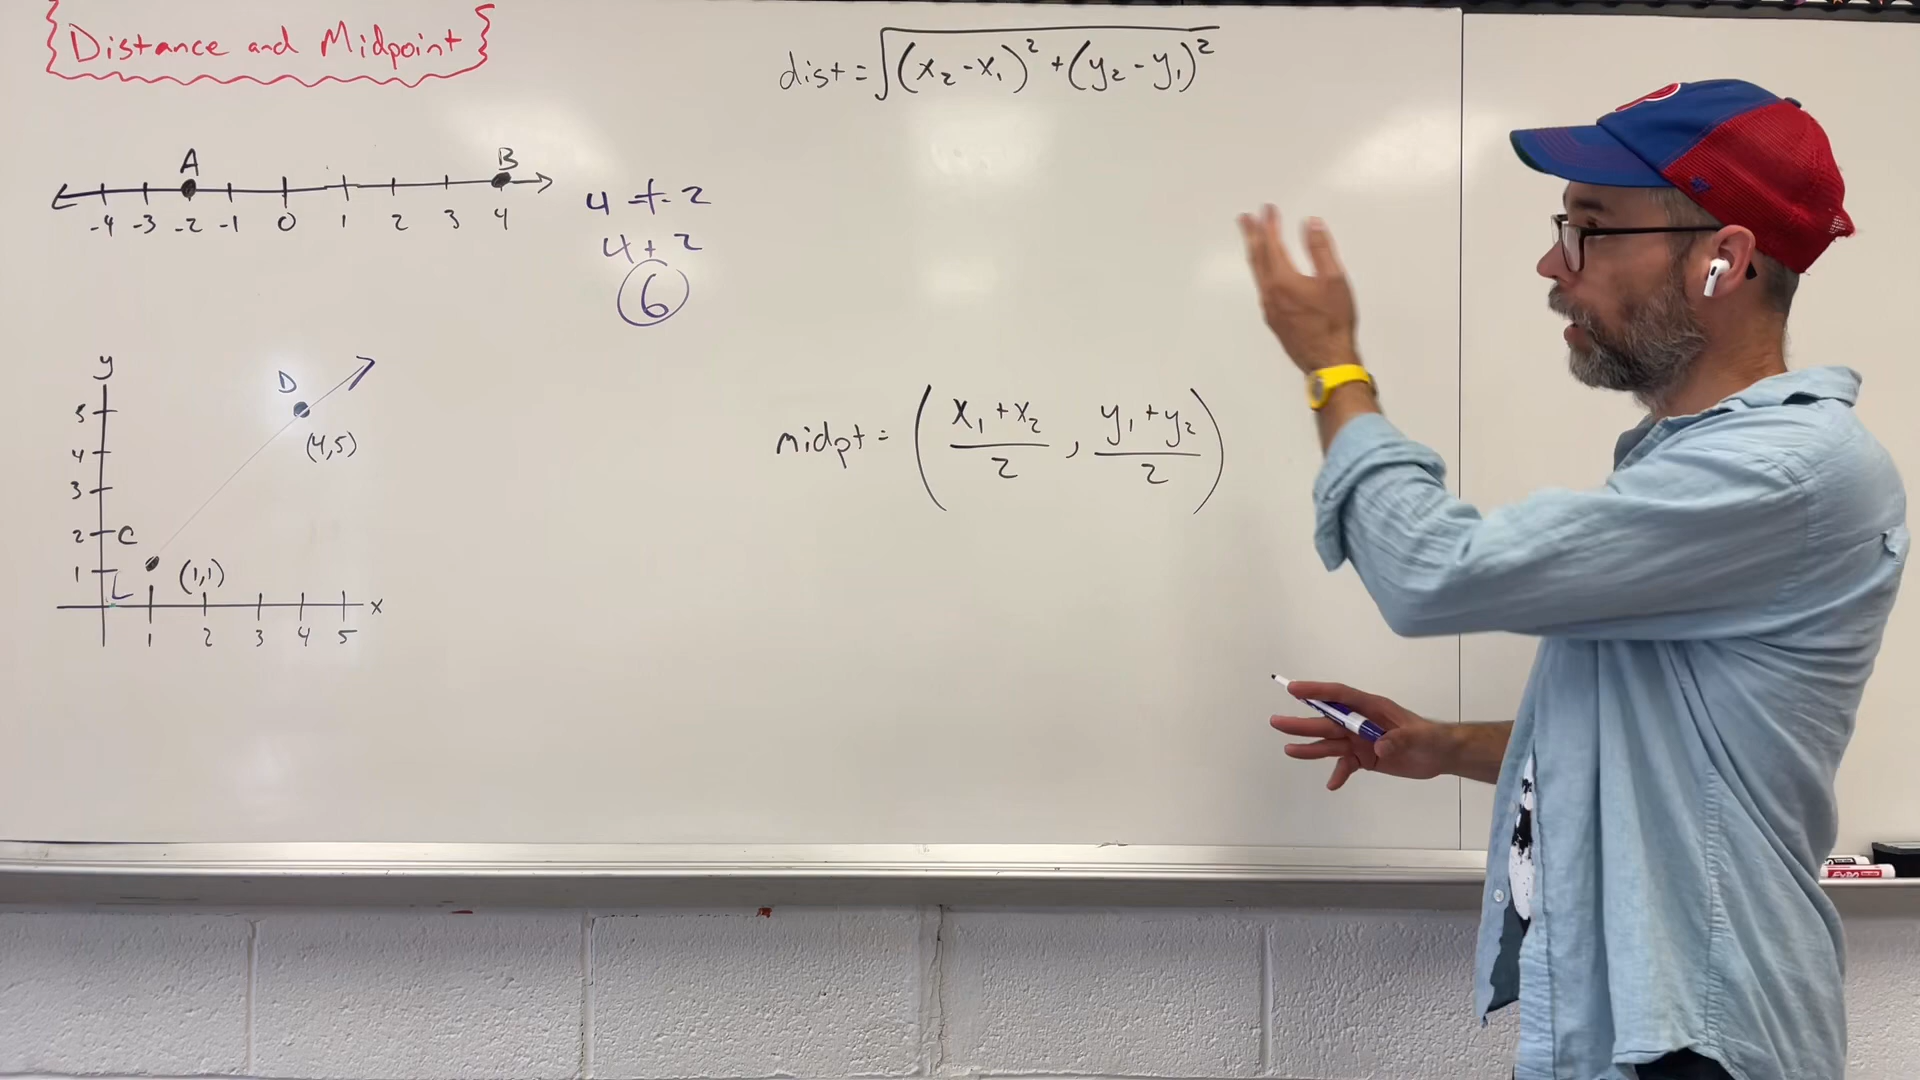 Distance and Midpoint
dist = √(x₂ - x₁)² + (y₂ - y₁)²
A B
-4 -3 -2 -1 0 1 2 3 4
4 - - 2
4 + 2
6
y
5
4
3
2
1
D
(4,5)
C
(1,1)
L
x
1 2 3 4 5
midpt = ( x₁ + x₂ / 2 , y₁ + y₂ / 2 )
P
EXPO